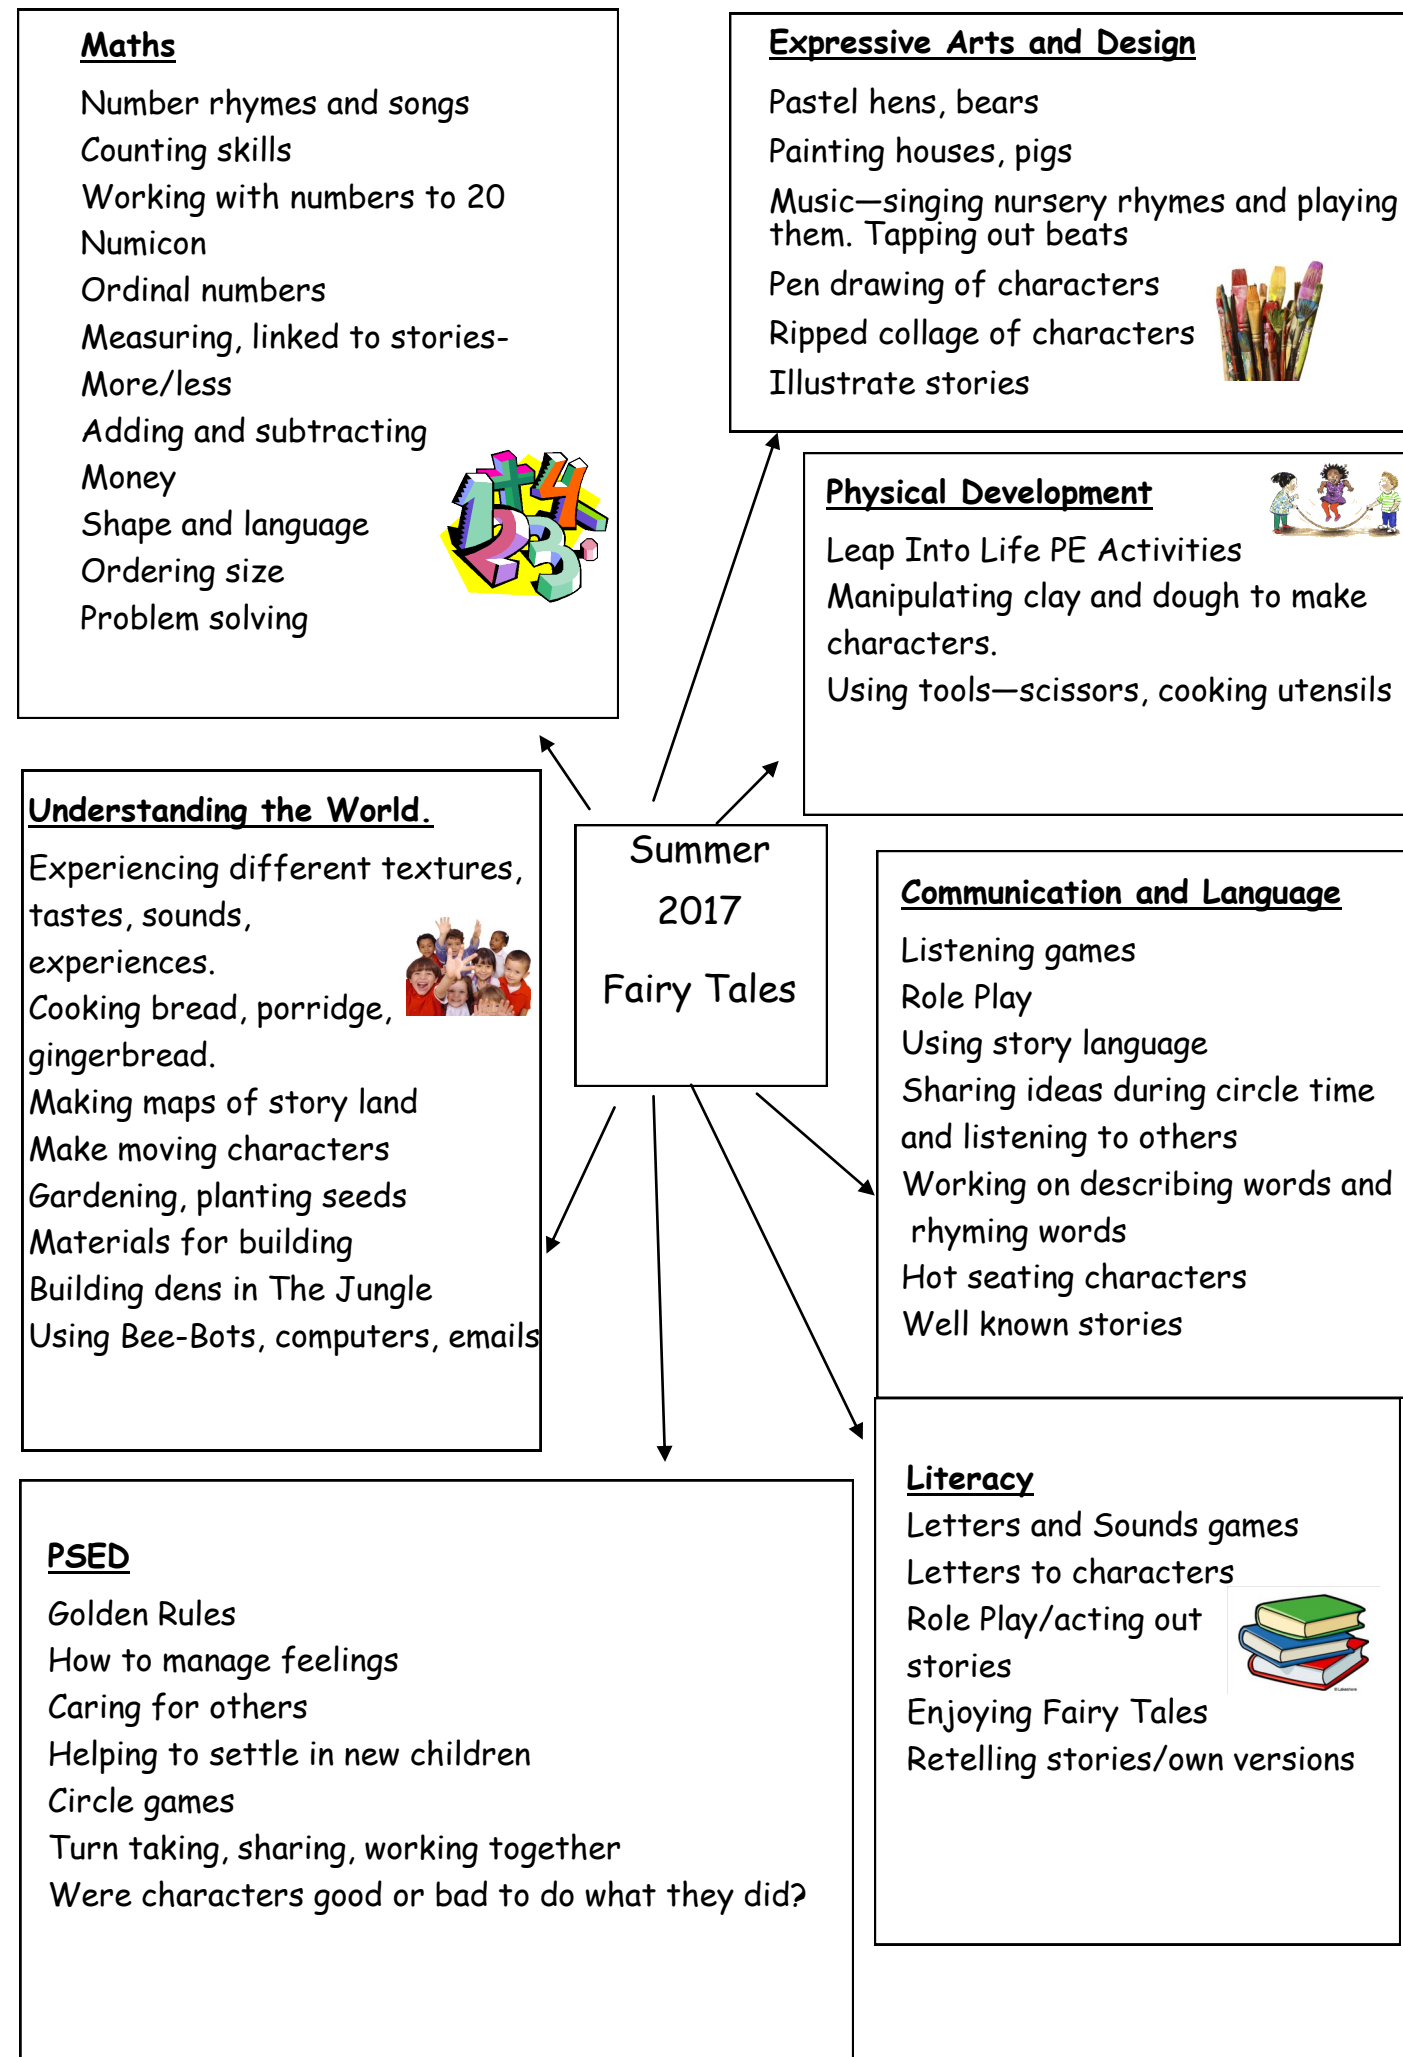 Maths
Number rhymes and songs
Counting skills
Working with numbers to 20
Numicon
Ordinal numbers
Measuring, linked to stories-
More/less
Adding and subtracting
Money
Shape and language
Ordering size
Problem solving
Expressive Arts and Design
Pastel hens, bears
Painting houses, pigs
Music—singing nursery rhymes and playing
them. Tapping out beats
Pen drawing of characters
Ripped collage of characters
Illustrate stories
Physical Development
Leap Into Life PE Activities
Manipulating clay and dough to make
characters.
Using tools—scissors, cooking utensils
Understanding the World.
Experiencing different textures,
tastes, sounds,
experiences.
Cooking bread, porridge,
gingerbread.
Making maps of story land
Make moving characters
Gardening, planting seeds
Materials for building
Building dens in The Jungle
Using Bee-Bots, computers, emails
Summer
2017
Fairy Tales
Communication and Language
Listening games
Role Play
Using story language
Sharing ideas during circle time
and listening to others
Working on describing words and
rhyming words
Hot seating characters
Well known stories
PSED
Golden Rules
How to manage feelings
Caring for others
Helping to settle in new children
Circle games
Turn taking, sharing, working together
Were characters good or bad to do what they did?
Literacy
Letters and Sounds games
Letters to characters
Role Play/acting out
stories
Enjoying Fairy Tales
Retelling stories/own versions